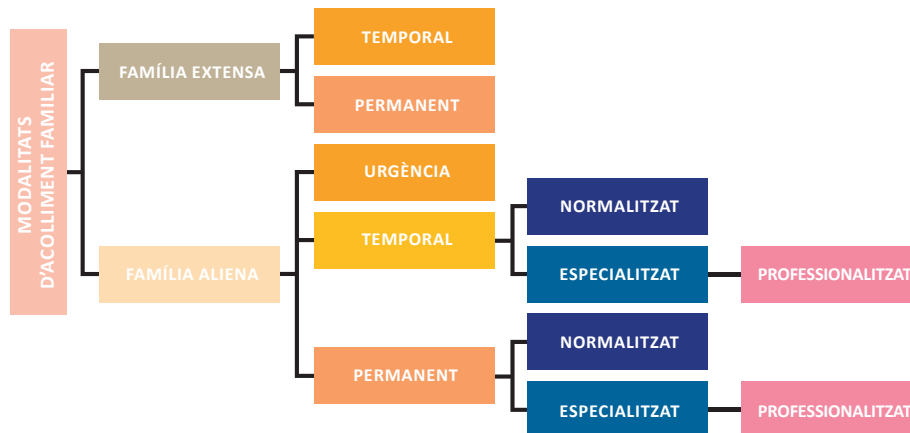 MODALITATS
D'ACOLLIMENT FAMILIAR
FAMÍLIA EXTENSA
TEMPORAL
PERMANENT
FAMÍLIA ALIENA
URGÈNCIA
TEMPORAL
NORMALITZAT
ESPECIALITZAT
PROFESSIONALITZAT
PERMANENT
NORMALITZAT
ESPECIALITZAT
PROFESSIONALITZAT